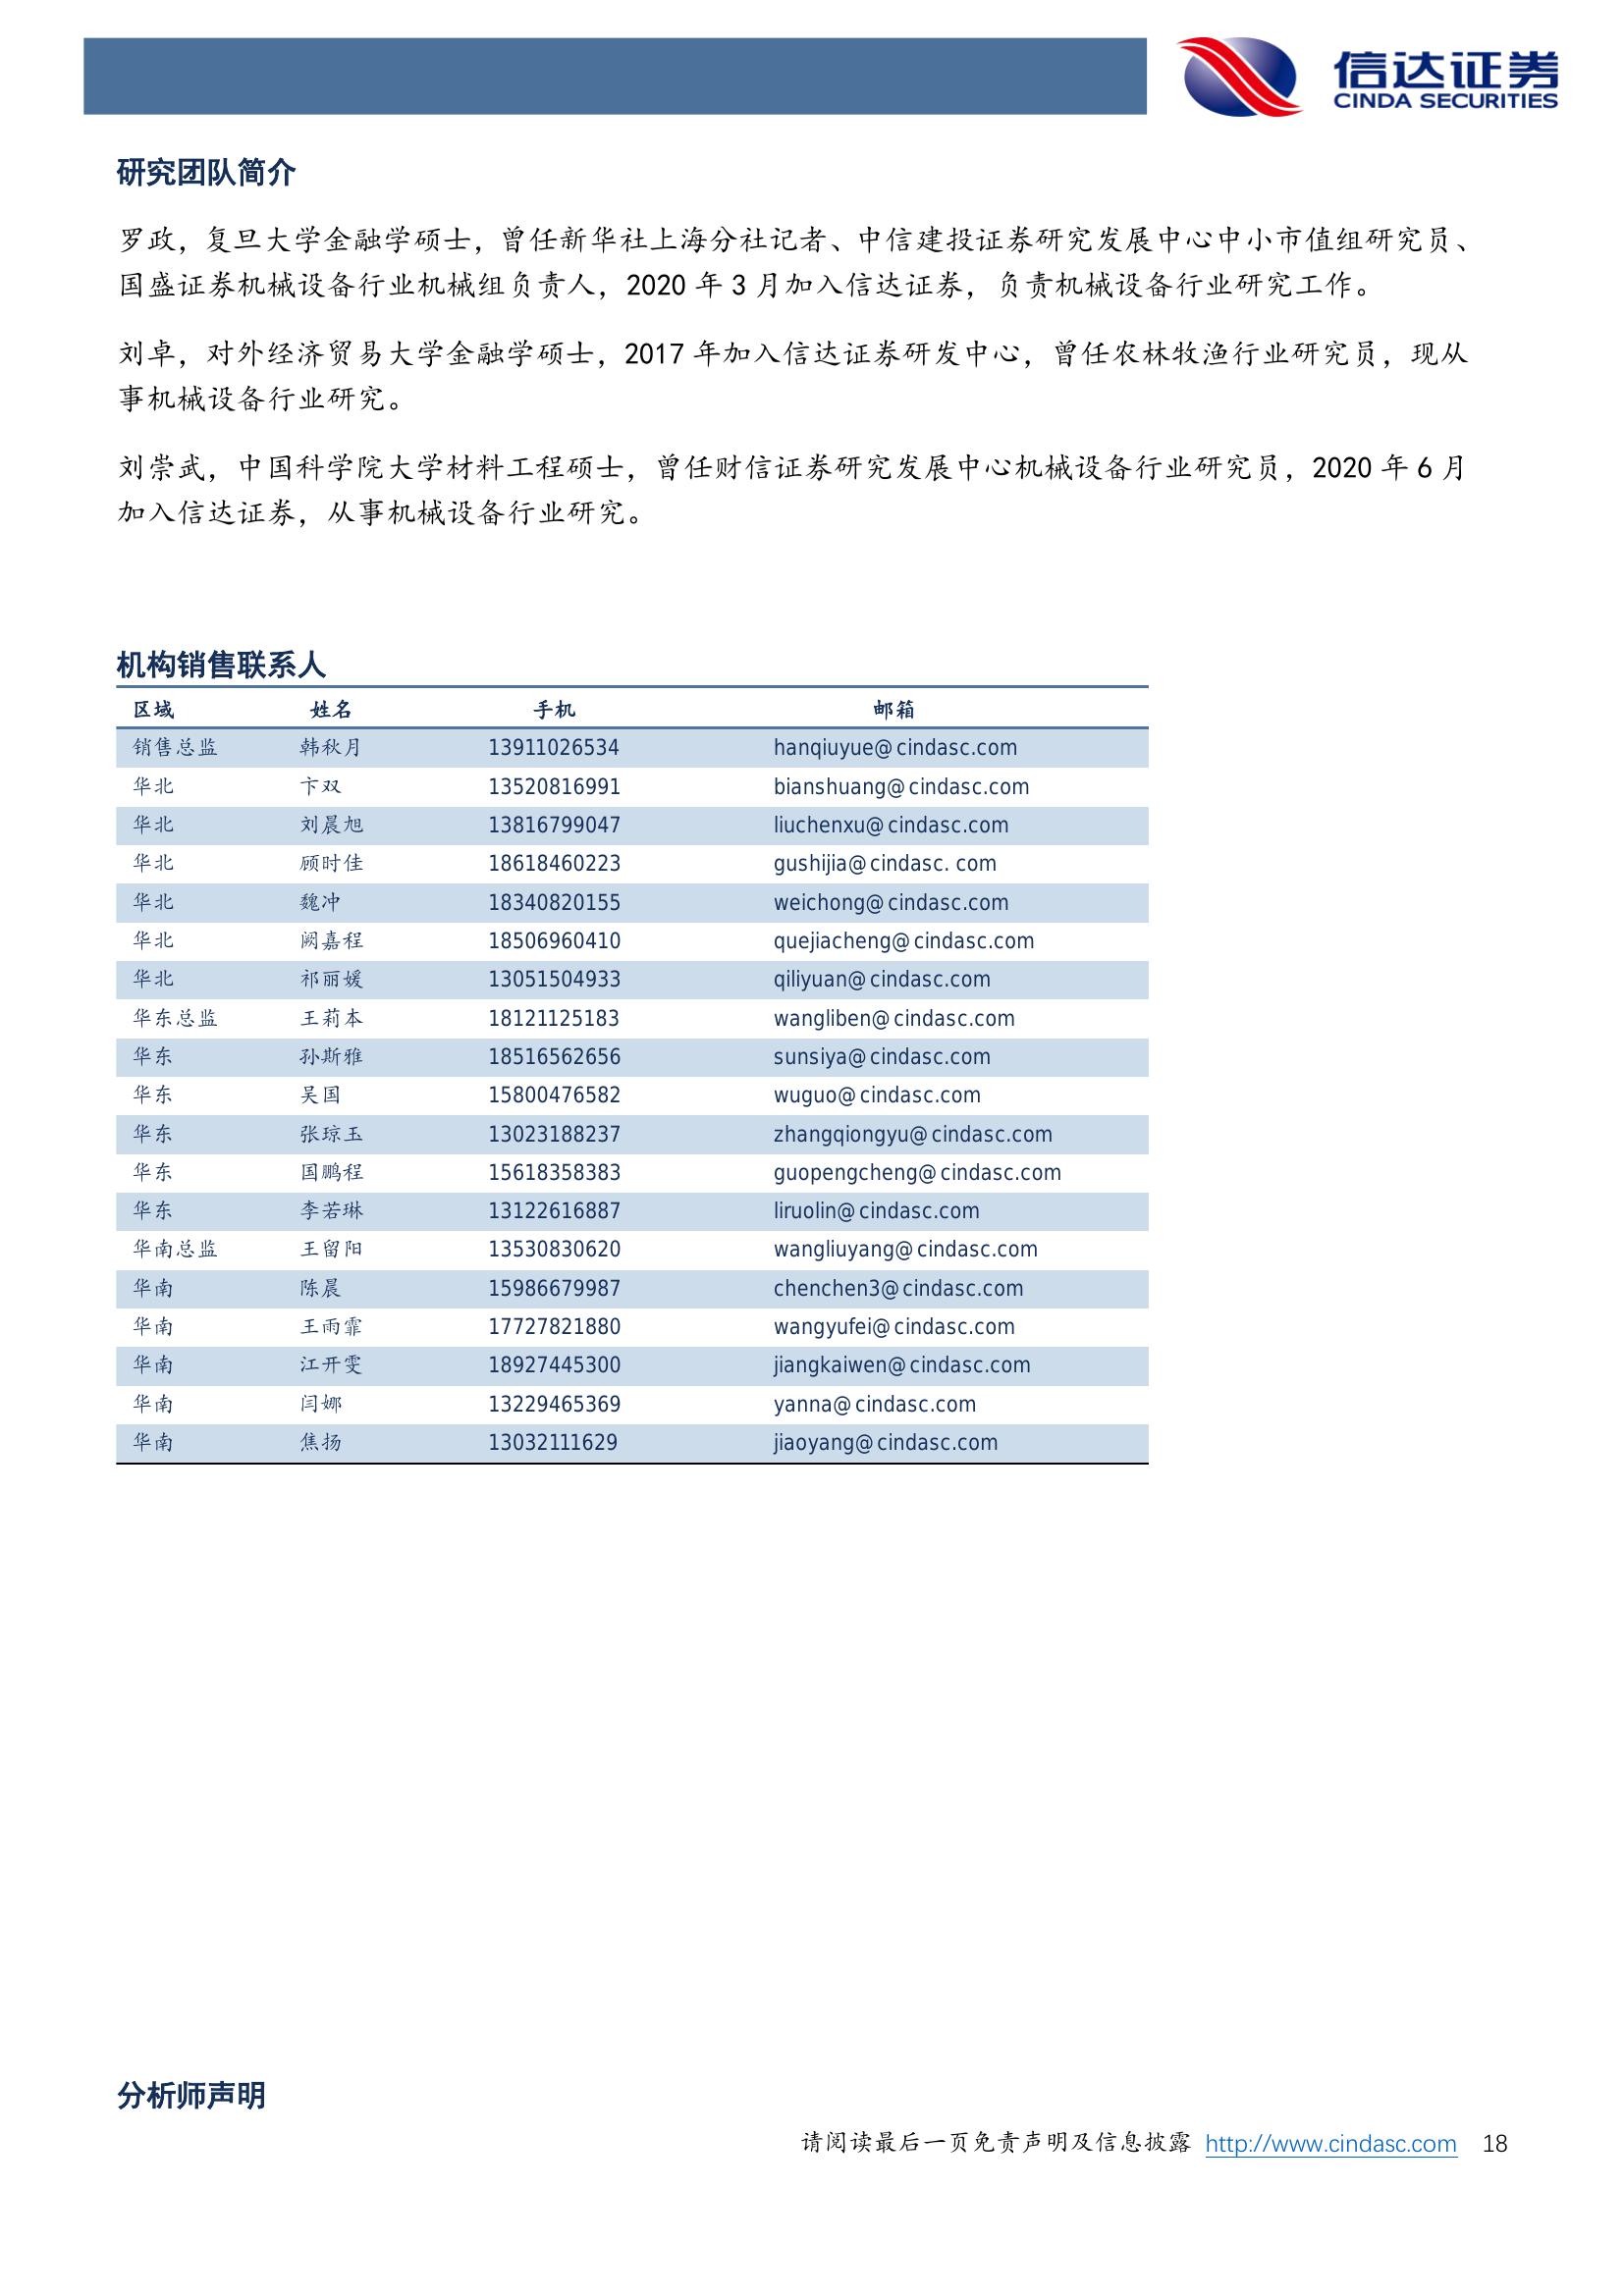 信达证券
CINDA SECURITIES
研究团队简介
罗政，复旦大学金融学硕士，曾任新华社上海分社记者、中信建投证券研究发展中心中小市值组研究员、
国盛证券机械设备行业机械组负责人，2020 年 3 月加入信达证券，负责机械设备行业研究工作。
刘卓，对外经济贸易大学金融学硕士，2017 年加入信达证券研发中心，曾任农林牧渔行业研究员，现从
事机械设备行业研究。
刘崇武，中国科学院大学材料工程硕士，曾任财信证券研究发展中心机械设备行业研究员，2020 年 6 月
加入信达证券，从事机械设备行业研究。
机构销售联系人
区域 姓名 手机 邮箱
销售总监 韩秋月 13911026534 hanqiuyue@cindasc.com
华北 卞双 13520816991 bianshuang@cindasc.com
华北 刘晨旭 13816799047 liuchenxu@cindasc.com
华北 顾时佳 18618460223 gushijia@cindasc. com
华北 魏冲 18340820155 weichong@cindasc.com
华北 阙嘉程 18506960410 quejiacheng@cindasc.com
华北 祁丽媛 13051504933 qiliyuan@cindasc.com
华东总监 王莉本 18121125183 wangliben@cindasc.com
华东 孙斯雅 18516562656 sunsiya@cindasc.com
华东 吴国 15800476582 wuguo@cindasc.com
华东 张琼玉 13023188237 zhangqiongyu@cindasc.com
华东 国鹏程 15618358383 guopengcheng@cindasc.com
华东 李若琳 13122616887 liruolin@cindasc.com
华南总监 王留阳 13530830620 wangliuyang@cindasc.com
华南 陈晨 15986679987 chenchen3@cindasc.com
华南 王雨霏 17727821880 wangyufei@cindasc.com
华南 江开雯 18927445300 jiangkaiwen@cindasc.com
华南 闫娜 13229465369 yanna@cindasc.com
华南 焦扬 13032111629 jiaoyang@cindasc.com
分析师声明
请阅读最后一页免责声明及信息披露 http://www.cindasc.com 18